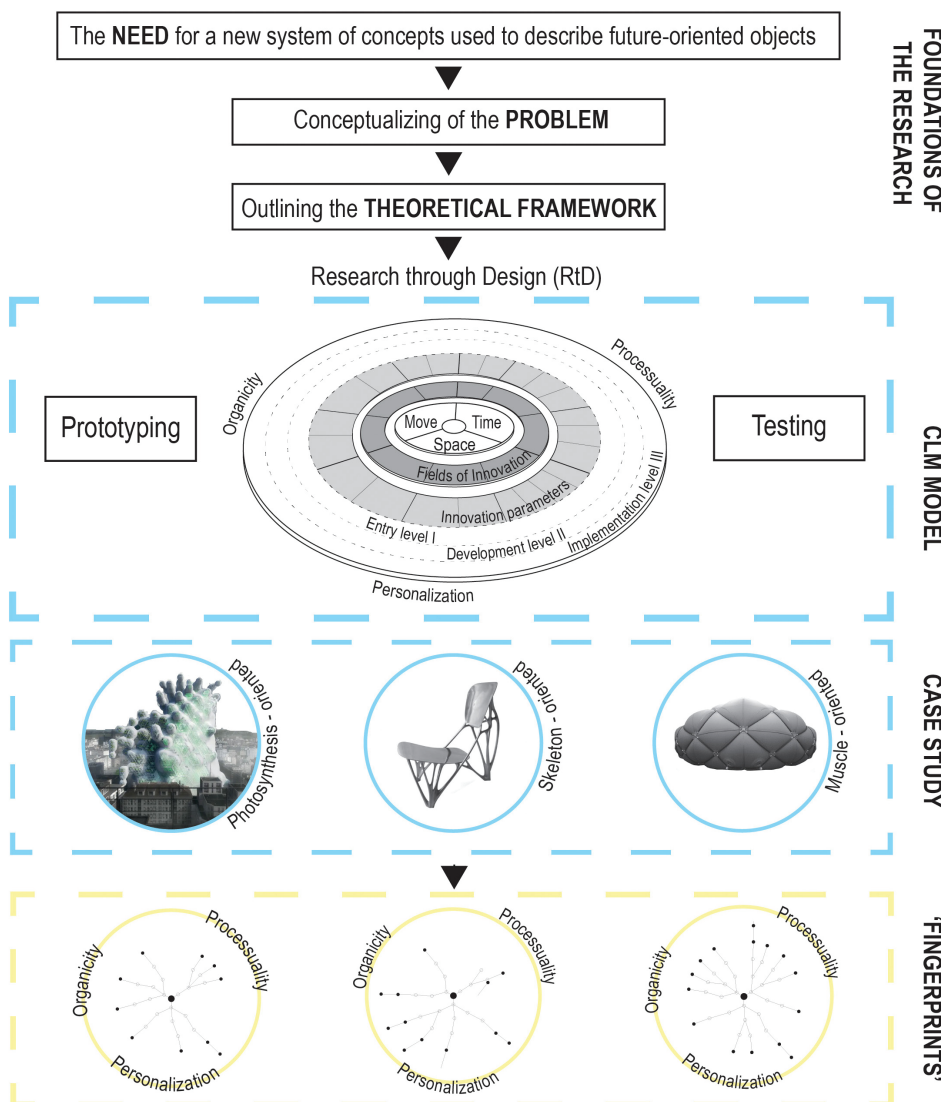 The NEED for a new system of concepts used to describe future-oriented objects
FOUNDATIONS OF
THE RESEARCH
Conceptualizing of the PROBLEM
Outlining the THEORETICAL FRAMEWORK
Research through Design (RtD)
Organicity
Processuality
Prototyping
Testing
Move
Time
Space
Fields of Innovation
Innovation parameters
Entry level I
Development level II
Implementation level III
Personalization
CLM MODEL
Photosynthesis - oriented
Skeleton - oriented
Muscle - oriented
CASE STUDY
Organicity
Processuality
Personalization
Organicity
Processuality
Personalization
Organicity
Processuality
Personalization
'FINGERPRINTS'